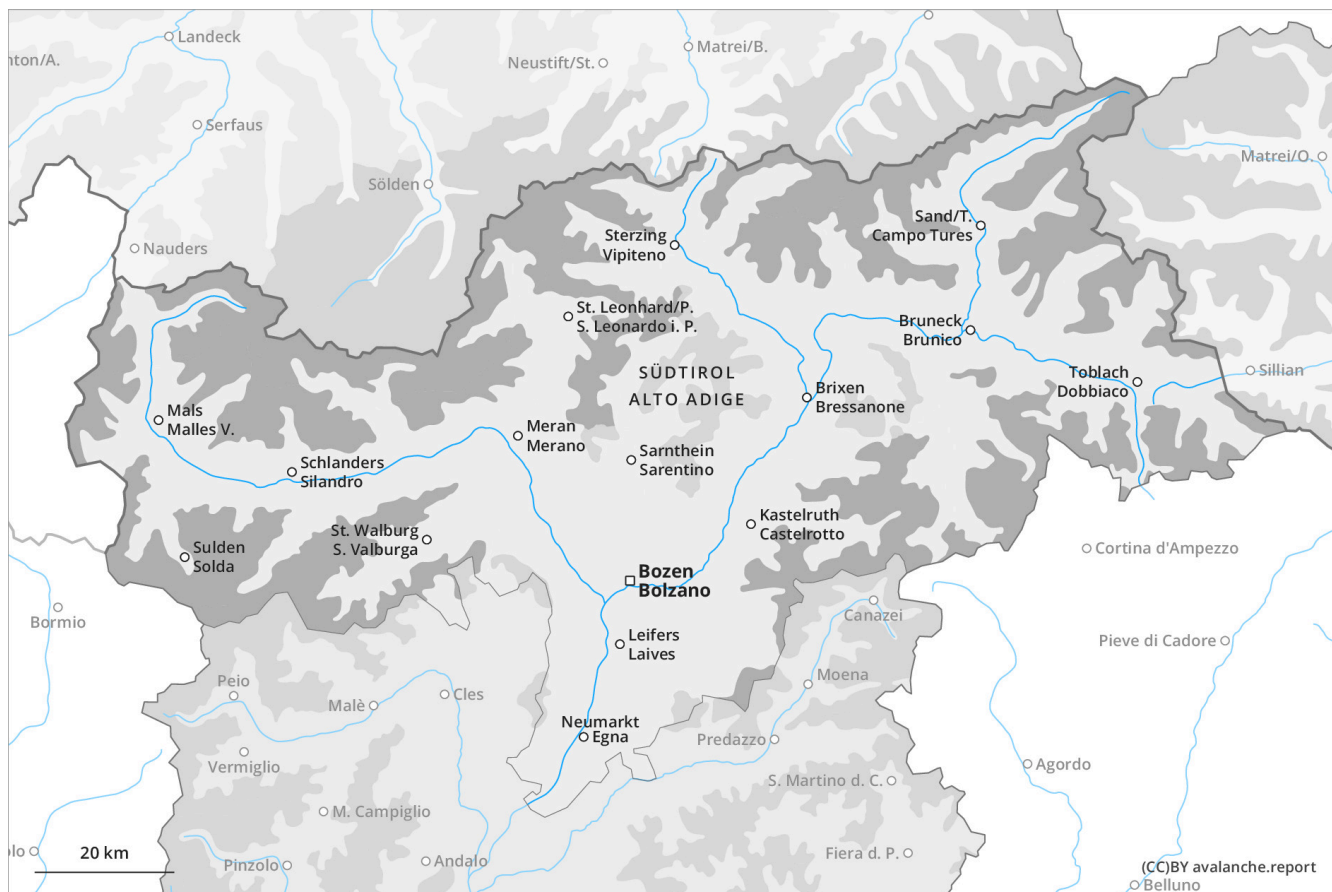 Landeck
nton/A.
Neustift/St.
Matrei/B.
Serfaus
Matrei/O.
Sölden
Sand/T.
Campo Tures
Sterzing
Vipiteno
Nauders
St. Leonhard/P.
S. Leonardo i. P.
Bruneck
Brunico
SÜDTIROL
ALTO ADIGE
Toblach
Dobbiaco
Sillian
Brixen
Bressanone
Mals
Malles V.
Meran
Merano
Sarnthein
Sarentino
Schlanders
Silandro
Kastelruth
Castelrotto
St. Walburg
S. Valburga
Sulden
Solda
Cortina d'Ampezzo
Bozen
Bolzano
Bormio
Canazei
Leifers
Laives
Pieve di Cadore
Peio
Moena
Malè
Cles
Neumarkt
Egna
Predazzo
Vermiglio
Agordo
S. Martino d. C.
M. Campiglio
olo
20 km
Pinzolo
Andalo
Fiera d. P.
(CC)BY avalanche.report
Belluno